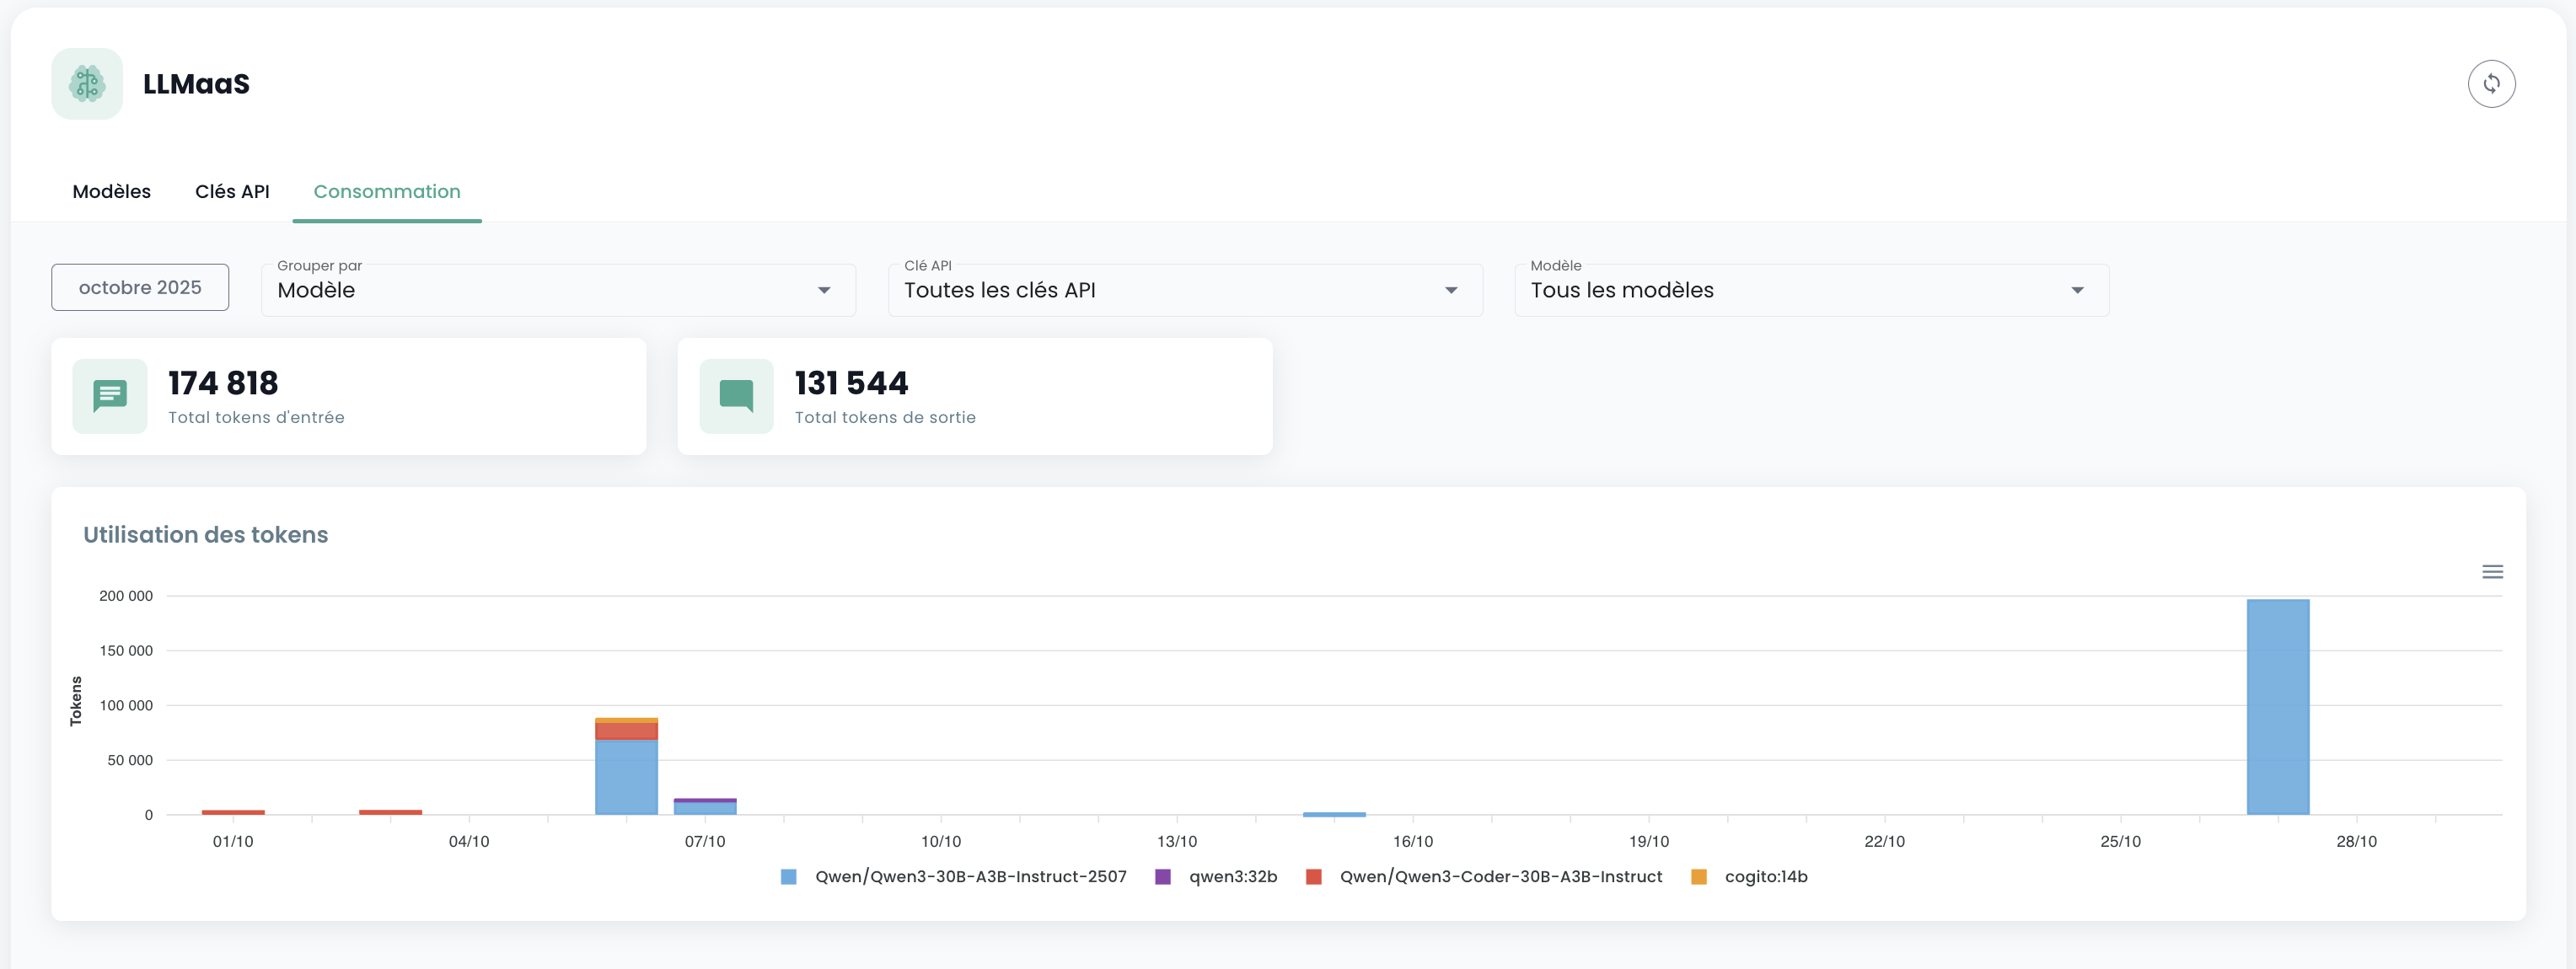 LLMaaS
Modèles Clés API Consommation
octobre 2025
Grouper par
Modèle
Clé API
Toutes les clés API
Modèle
Tous les modèles
174 818
Total tokens d'entrée
131 544
Total tokens de sortie
Utilisation des tokens
Tokens
200 000
150 000
100 000
50 000
0
01/10 04/10 07/10 10/10 13/10 16/10 19/10 22/10 25/10 28/10
Qwen/Qwen3-30B-A3B-Instruct-2507 qwen3:32b Qwen/Qwen3-Coder-30B-A3B-Instruct cogito:14b